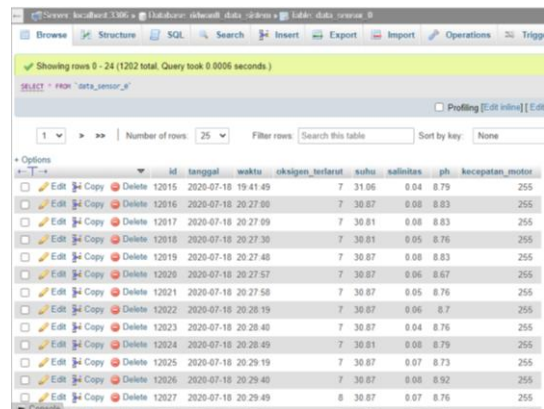 Server: localhost:3306 » Database: ridwanft_data_sistem » Table: data_sensor_0
Browse Structure SQL Search Insert Export Import Operations Trigg
Showing rows 0 - 24 (1202 total, Query took 0.0006 seconds.)
SELECT * FROM `data_sensor_0`
Profiling [Edit inline] [ Edit
1 > >> Number of rows: 25 Filter rows: Search this table Sort by key: None
+ Options
←T→ id tanggal waktu oksigen_terlarut suhu salinitas ph kecepatan_motor
Edit Copy Delete 12015 2020-07-18 19:41:49 7 31.06 0.04 8.79 255
Edit Copy Delete 12016 2020-07-18 20:27:00 7 30.87 0.08 8.83 255
Edit Copy Delete 12017 2020-07-18 20:27:09 7 30.81 0.08 8.83 255
Edit Copy Delete 12018 2020-07-18 20:27:30 7 30.81 0.05 8.76 255
Edit Copy Delete 12019 2020-07-18 20:27:48 7 30.87 0.08 8.83 255
Edit Copy Delete 12020 2020-07-18 20:27:57 7 30.87 0.06 8.67 255
Edit Copy Delete 12021 2020-07-18 20:27:58 7 30.87 0.05 8.76 255
Edit Copy Delete 12022 2020-07-18 20:28:19 7 30.87 0.06 8.7 255
Edit Copy Delete 12023 2020-07-18 20:28:40 7 30.87 0.04 8.76 255
Edit Copy Delete 12024 2020-07-18 20:28:49 7 30.81 0.08 8.79 255
Edit Copy Delete 12025 2020-07-18 20:29:19 7 30.87 0.07 8.73 255
Edit Copy Delete 12026 2020-07-18 20:29:40 7 30.87 0.08 8.92 255
Edit Copy Delete 12027 2020-07-18 20:29:49 8 30.87 0.07 8.76 255
Console